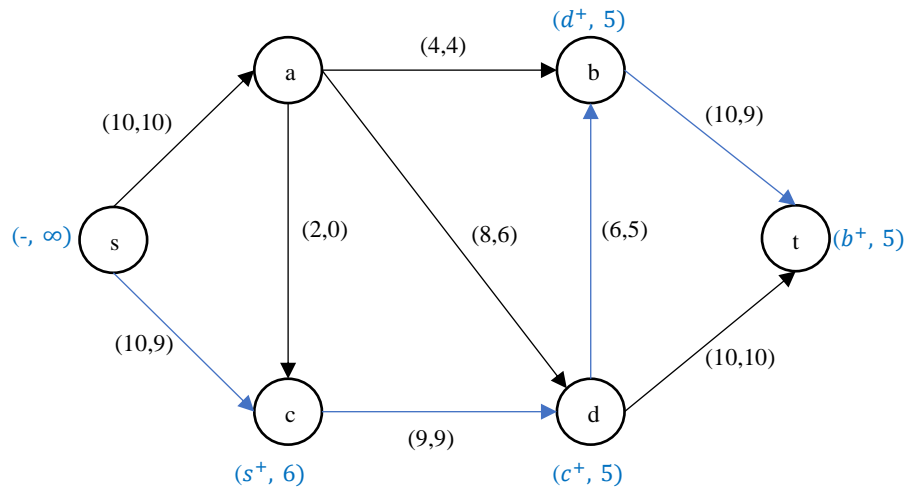 (d⁺, 5)
(4,4)
a
b
(10,10)
(10,9)
(-, ∞)
s
(2,0)
(8,6)
(6,5)
t
(b⁺, 5)
(10,9)
(10,10)
c
d
(9,9)
(s⁺, 6)
(c⁺, 5)